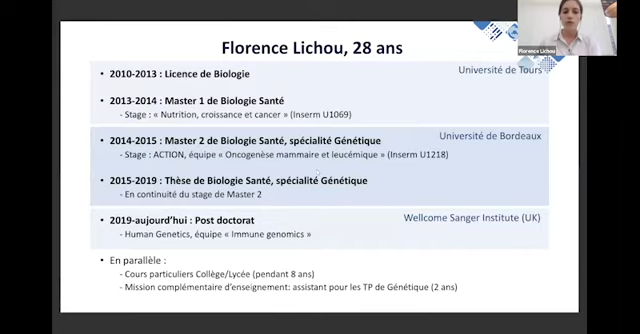 Florence Lichou, 28 ans
Florence Lichou
• 2010-2013 : Licence de Biologie
Université de Tours
• 2013-2014 : Master 1 de Biologie Santé
- Stage : « Nutrition, croissance et cancer » (Inserm U1069)
• 2014-2015 : Master 2 de Biologie Santé, spécialité Génétique
Université de Bordeaux
- Stage : ACTION, équipe « Oncogenèse mammaire et leucémique » (Inserm U1218)
• 2015-2019 : Thèse de Biologie Santé, spécialité Génétique
- En continuité du stage de Master 2
• 2019-aujourd'hui : Post doctorat
Wellcome Sanger Institute (UK)
- Human Genetics, équipe « Immune genomics »
• En parallèle :
- Cours particuliers Collège/Lycée (pendant 8 ans)
- Mission complémentaire d'enseignement: assistant pour les TP de Génétique (2 ans)